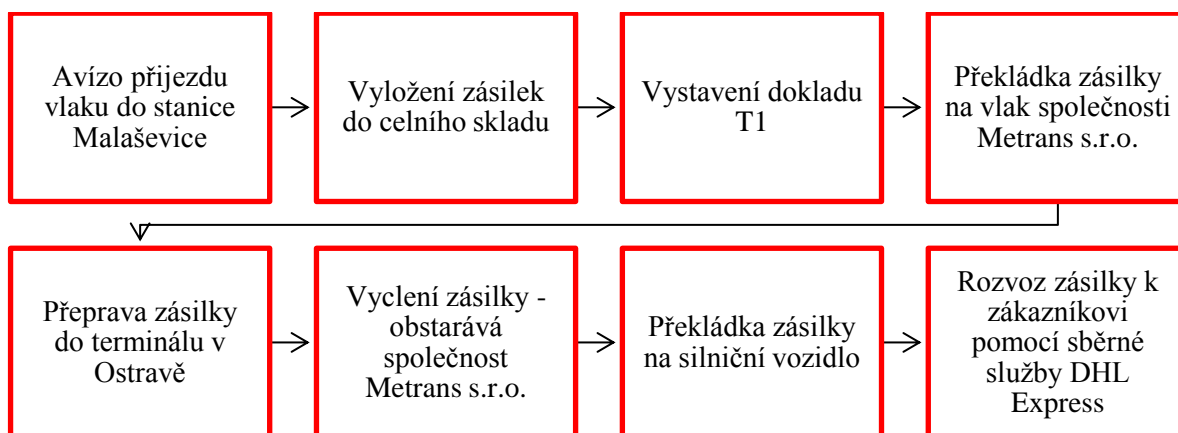 Avízo přijezdu
vlaku do stanice
Malaševice
Vyložení zásilek
do celního skladu
Vystavení dokladu
T1
Překládka zásilky
na vlak společnosti
Metrans s.r.o.
Přeprava zásilky
do terminálu v
Ostravě
Vyclení zásilky -
obstarává
společnost
Metrans s.r.o.
Překládka zásilky
na silniční vozidlo
Rozvoz zásilky k
zákazníkovi
pomocí sběrné
služby DHL
Express